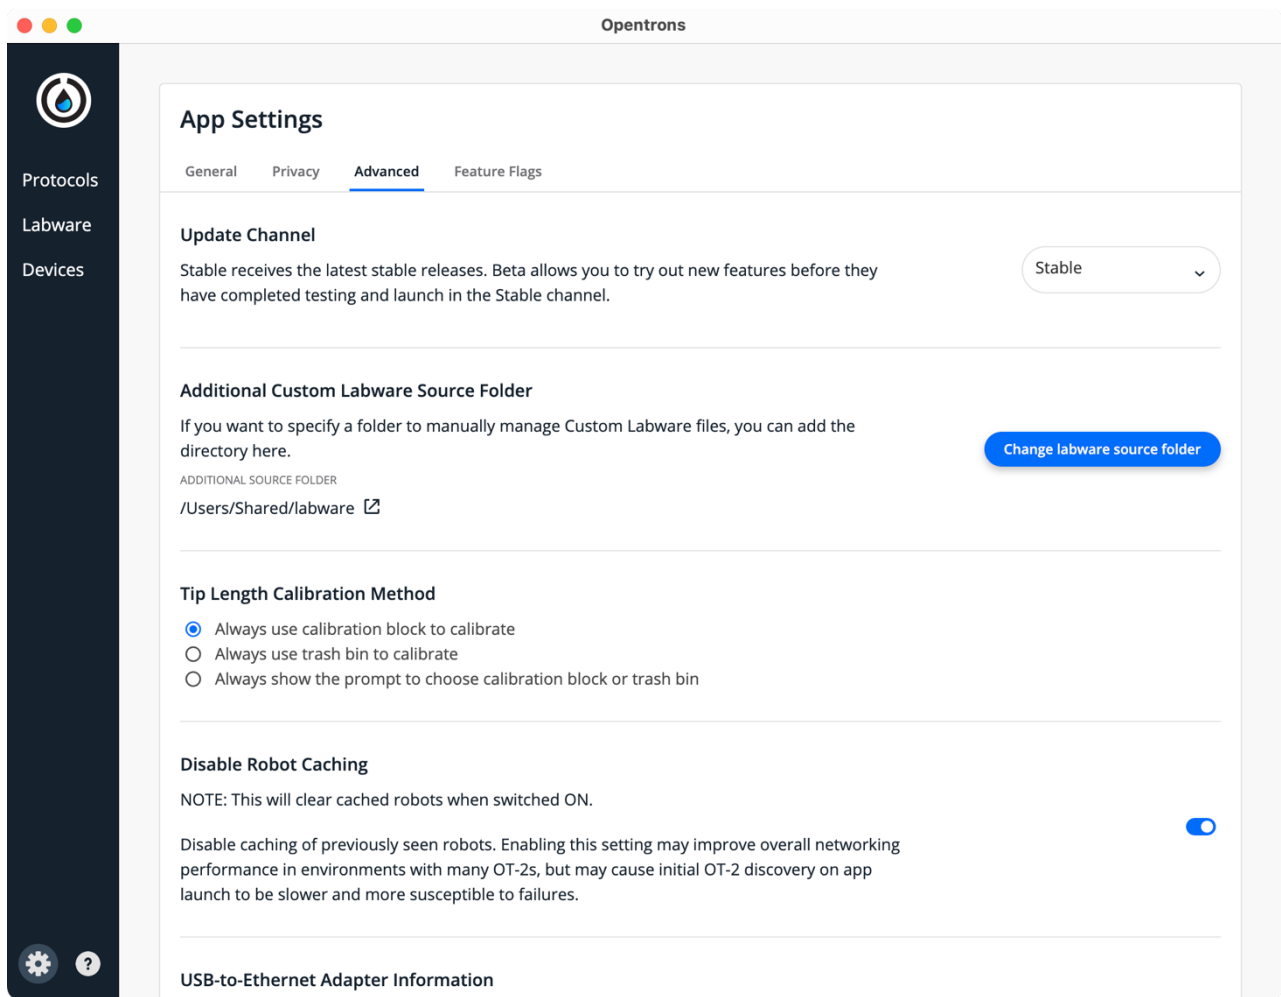 Opentrons
Protocols
Labware
Devices
?
App Settings
General Privacy Advanced Feature Flags
Update Channel
Stable receives the latest stable releases. Beta allows you to try out new features before they
have completed testing and launch in the Stable channel.
Stable
Additional Custom Labware Source Folder
If you want to specify a folder to manually manage Custom Labware files, you can add the
directory here.
ADDITIONAL SOURCE FOLDER
/Users/Shared/labware
Change labware source folder
Tip Length Calibration Method
Always use calibration block to calibrate
Always use trash bin to calibrate
Always show the prompt to choose calibration block or trash bin
Disable Robot Caching
NOTE: This will clear cached robots when switched ON.
Disable caching of previously seen robots. Enabling this setting may improve overall networking
performance in environments with many OT-2s, but may cause initial OT-2 discovery on app
launch to be slower and more susceptible to failures.
USB-to-Ethernet Adapter Information